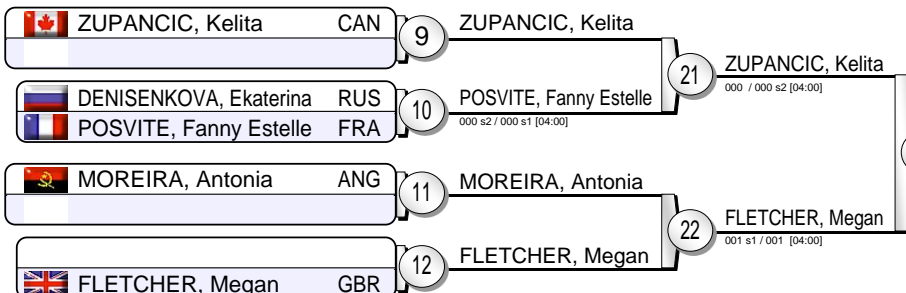 ZUPANCIC, Kelita CAN
9
ZUPANCIC, Kelita
21
ZUPANCIC, Kelita
000 / 000 s2 [04:00]
DENISENKOVA, Ekaterina RUS
POSVITE, Fanny Estelle FRA
10
POSVITE, Fanny Estelle
000 s2 / 000 s1 [04:00]
MOREIRA, Antonia ANG
11
MOREIRA, Antonia
22
FLETCHER, Megan
001 s1 / 001 [04:00]
FLETCHER, Megan GBR
12
FLETCHER, Megan